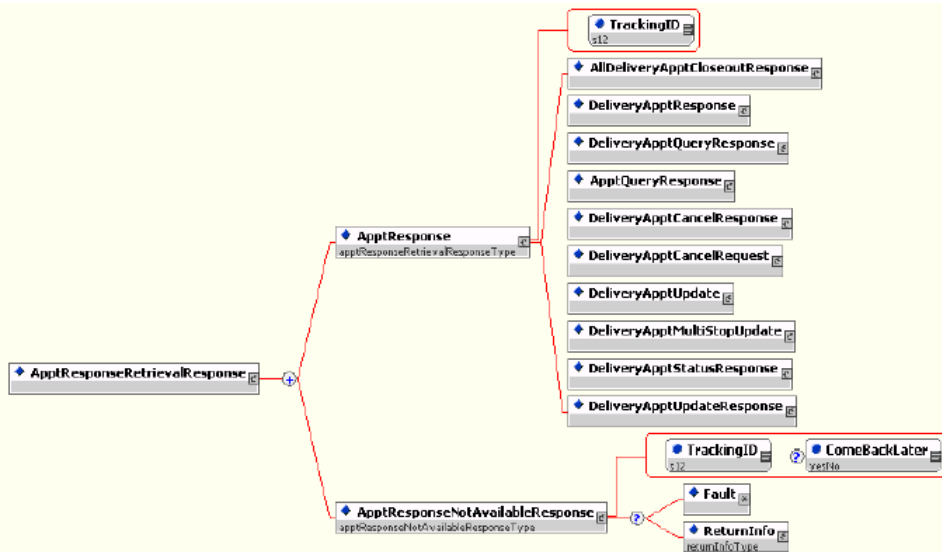 TrackingID
s12
AllDeliveryApptCloseoutResponse
DeliveryApptResponse
DeliveryApptQueryResponse
ApptQueryResponse
DeliveryApptCancelResponse
ApptResponse
apptResponseRetrievalResponseType
DeliveryApptCancelRequest
DeliveryApptUpdate
DeliveryApptMultiStopUpdate
DeliveryApptStatusResponse
ApptResponseRetrievalResponse
DeliveryApptUpdateResponse
TrackingID
s12
ComeBackLater
yesNo
Fault
ApptResponseNotAvailableResponse
apptResponseNotAvailableResponseType
ReturnInfo
returnInfoType